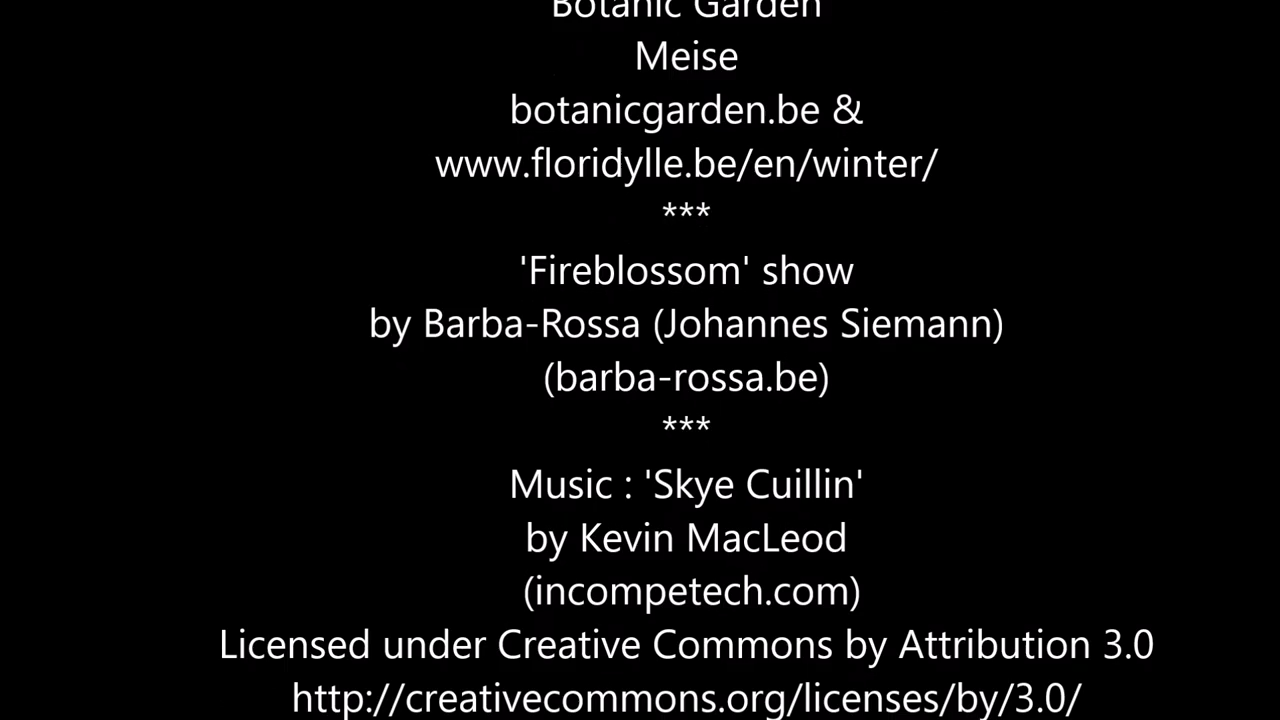 Botanic Garden
Meise
botanicgarden.be &
www.floridylle.be/en/winter/
***
'Fireblossom' show
by Barba-Rossa (Johannes Siemann)
(barba-rossa.be)
***
Music : 'Skye Cuillin'
by Kevin MacLeod
(incompetech.com)
Licensed under Creative Commons by Attribution 3.0
http://creativecommons.org/licenses/by/3.0/